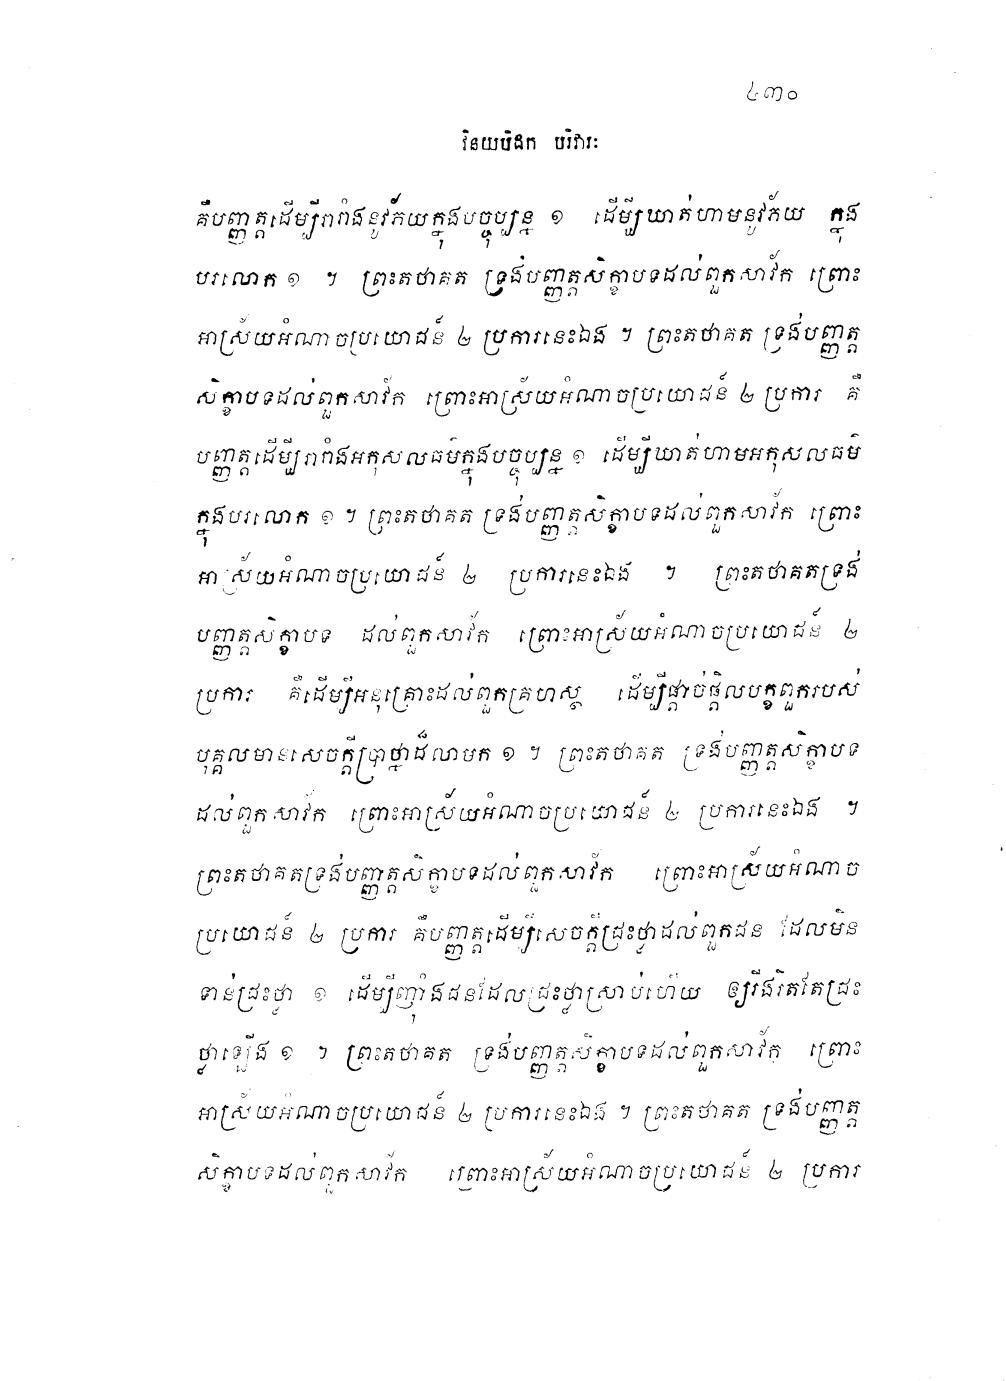 ៤៣០
វិនយបិដក បរិវារៈ
គឺបញ្ញត្តដើម្បីរារាំងនូវភ័យក្នុងបច្ចុប្បន្ន ១ ដើម្បីឃាត់ហាមនូវភ័យ ក្នុង
បរលោក ១ ។ ព្រះតថាគត ទ្រង់បញ្ញត្តសិក្ខាបទដល់ពួកសាវ័ក ព្រោះ
អាស្រ័យអំណាចប្រយោជន៍ ២ ប្រការនេះឯង ។ ព្រះតថាគត ទ្រង់បញ្ញត្ត
សិក្ខាបទដល់ពួកសាវ័ក ព្រោះអាស្រ័យអំណាចប្រយោជន៍ ២ ប្រការ គឺ
បញ្ញត្តដើម្បីរារាំងអកុសលធម៌ក្នុងបច្ចុប្បន្ន ១ ដើម្បីឃាត់ហាមអកុសលធម៌
ក្នុងបរលោក ១ ។ ព្រះតថាគត ទ្រង់បញ្ញត្តសិក្ខាបទដល់ពួកសាវ័ក ព្រោះ
អាស្រ័យអំណាចប្រយោជន៍ ២ ប្រការនេះឯង ។ ព្រះតថាគតទ្រង់
បញ្ញត្តសិក្ខាបទ ដល់ពួកសាវ័ក ព្រោះអាស្រ័យអំណាចប្រយោជន៍ ២
ប្រការ គឺដើម្បីអនុគ្រោះដល់ពួកគ្រហស្ថ ដើម្បីផ្តាច់ផ្តិលបក្ខពួករបស់
បុគ្គលមានសេចក្តីប្រាថ្នាដ៏លាមក ១ ។ ព្រះតថាគត ទ្រង់បញ្ញត្តសិក្ខាបទ
ដល់ពួកសាវ័ក ព្រោះអាស្រ័យអំណាចប្រយោជន៍ ២ ប្រការនេះឯង ។
ព្រះតថាគតទ្រង់បញ្ញត្តសិក្ខាបទដល់ពួកសាវ័ក ព្រោះអាស្រ័យអំណាច
ប្រយោជន៍ ២ ប្រការ គឺបញ្ញត្តដើម្បីសេចក្តីជ្រះថ្លាដល់ពួកជន ដែលមិន
ទាន់ជ្រះថ្លា ១ ដើម្បីញ៉ាំងជនដែលជ្រះថ្លាស្រាប់ហើយ ឲ្យរឹងរិតតែជ្រះ
ថ្លាឡើង ១ ។ ព្រះតថាគត ទ្រង់បញ្ញត្តសិក្ខាបទដល់ពួកសាវ័ក ព្រោះ
អាស្រ័យអំណាចប្រយោជន៍ ២ ប្រការនេះឯង ។ ព្រះតថាគត ទ្រង់បញ្ញត្ត
សិក្ខាបទដល់ពួកសាវ័ក ព្រោះអាស្រ័យអំណាចប្រយោជន៍ ២ ប្រការ